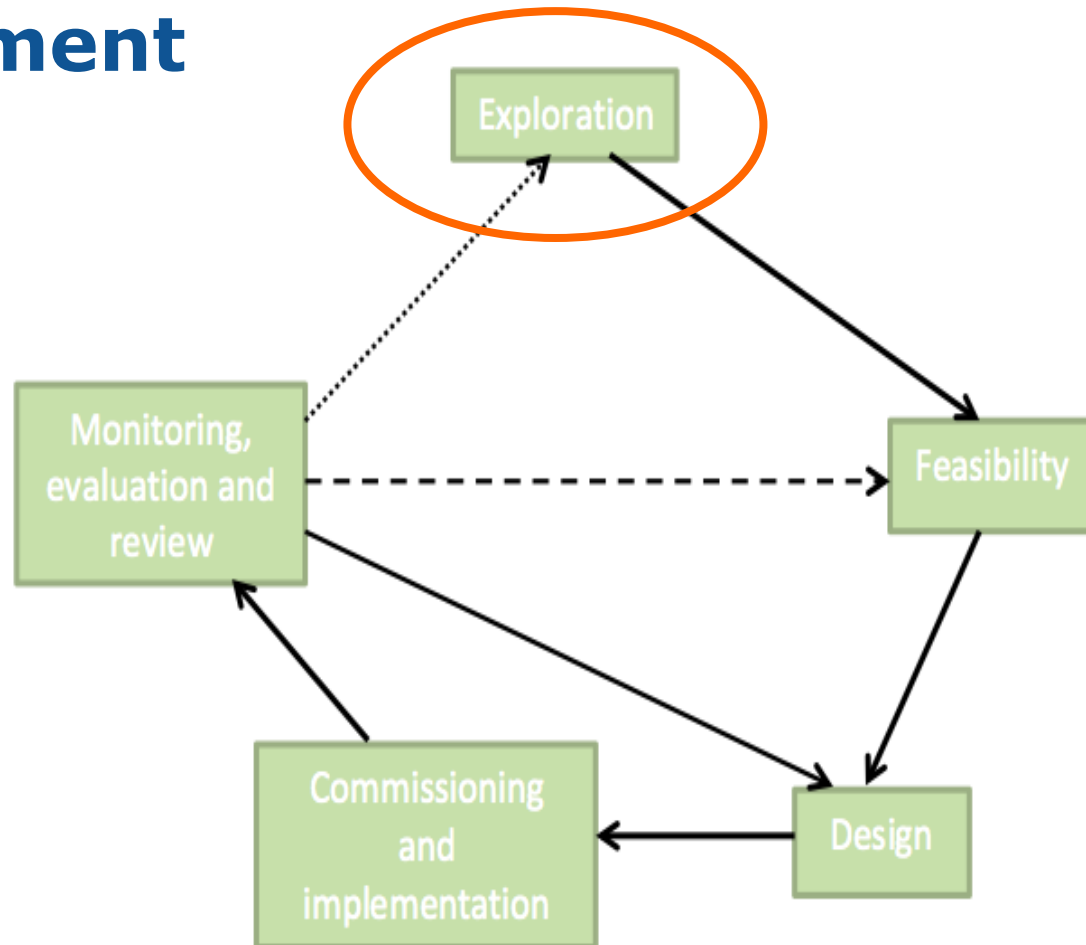 ment
Exploration
Monitoring,
evaluation and
review
Feasibility
Commissioning
and
implementation
Design